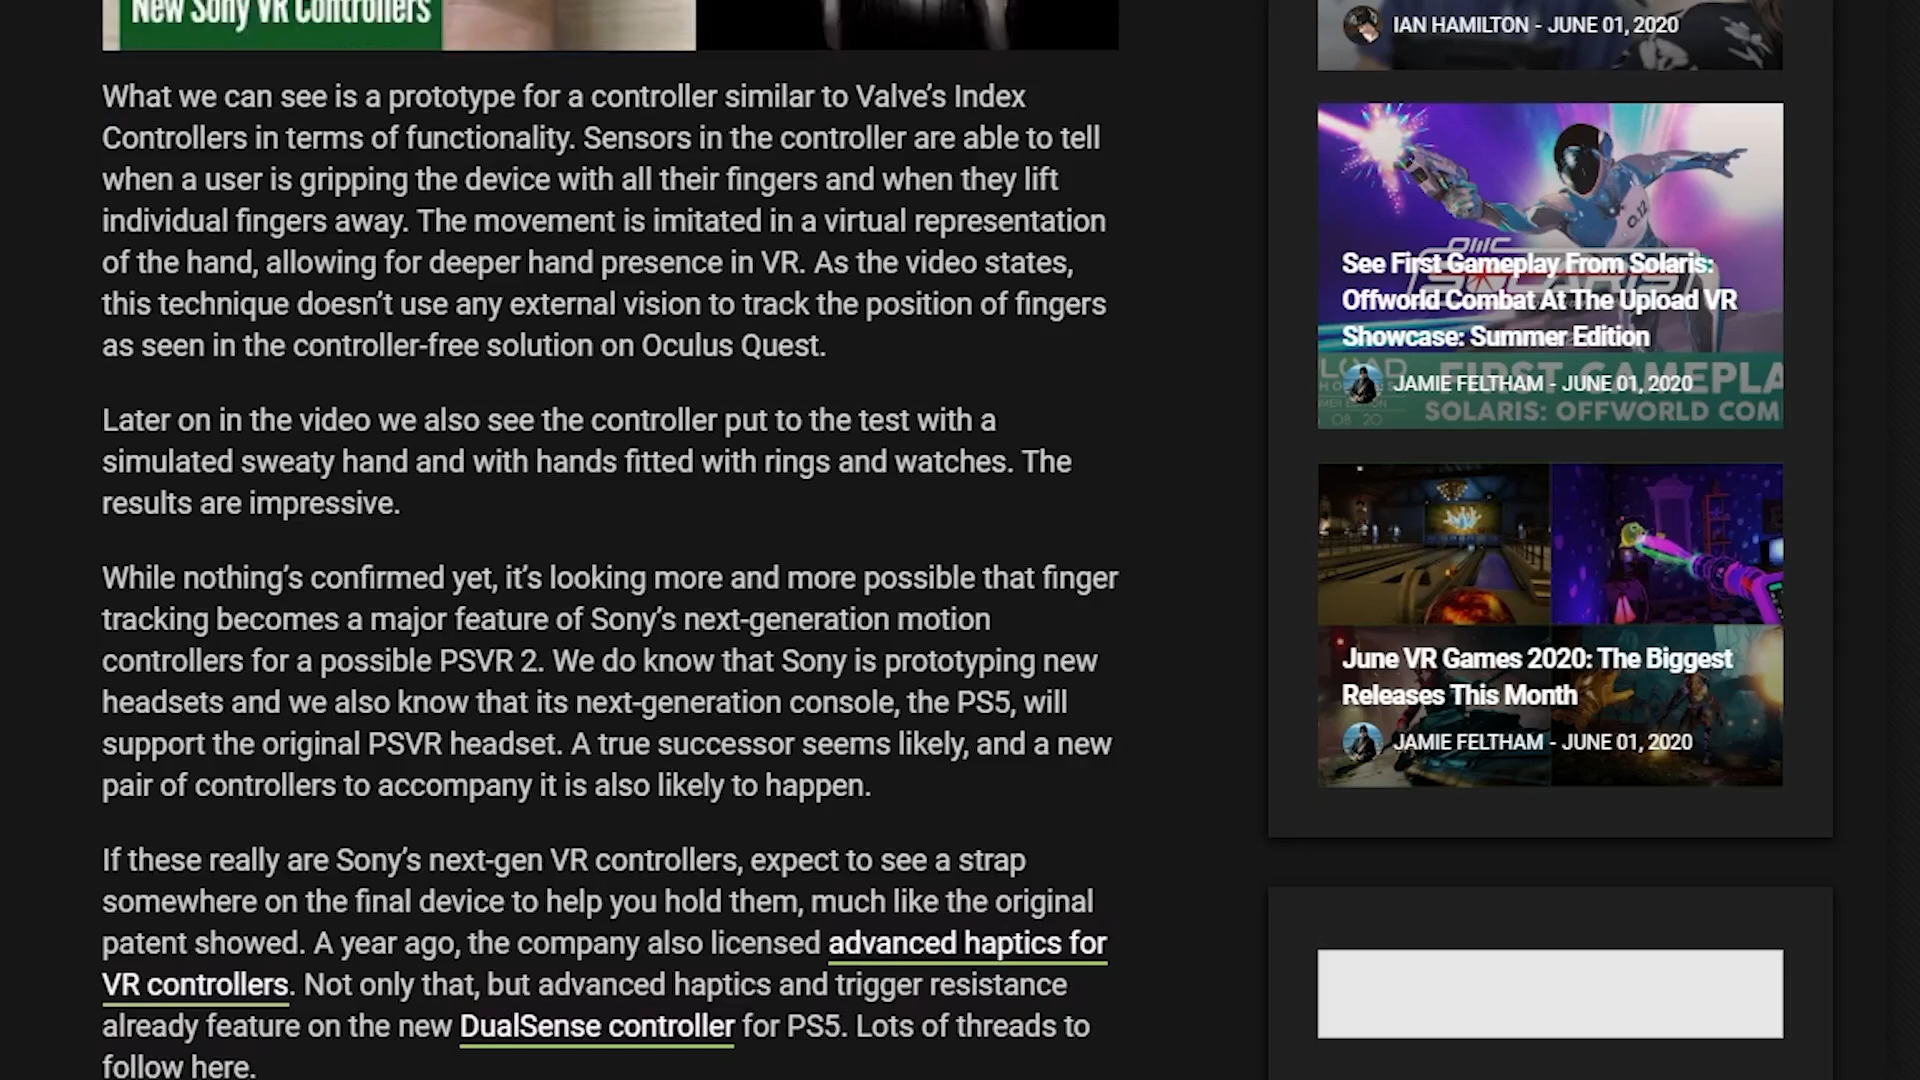 New Sony VR Controllers
What we can see is a prototype for a controller similar to Valve’s Index
Controllers in terms of functionality. Sensors in the controller are able to tell
when a user is gripping the device with all their fingers and when they lift
individual fingers away. The movement is imitated in a virtual representation
of the hand, allowing for deeper hand presence in VR. As the video states,
this technique doesn’t use any external vision to track the position of fingers
as seen in the controller-free solution on Oculus Quest.
Later on in the video we also see the controller put to the test with a
simulated sweaty hand and with hands fitted with rings and watches. The
results are impressive.
While nothing’s confirmed yet, it’s looking more and more possible that finger
tracking becomes a major feature of Sony’s next-generation motion
controllers for a possible PSVR 2. We do know that Sony is prototyping new
headsets and we also know that its next-generation console, the PS5, will
support the original PSVR headset. A true successor seems likely, and a new
pair of controllers to accompany it is also likely to happen.
If these really are Sony’s next-gen VR controllers, expect to see a strap
somewhere on the final device to help you hold them, much like the original
patent showed. A year ago, the company also licensed advanced haptics for
VR controllers. Not only that, but advanced haptics and trigger resistance
already feature on the new DualSense controller for PS5. Lots of threads to
follow here.
IAN HAMILTON - JUNE 01, 2020
0.12
See First Gameplay From Solaris:
Offworld Combat At The Upload VR
Showcase: Summer Edition
JAMIE FELTHAM - JUNE 01, 2020
FIRST GAMEPLA
SOLARIS: OFFWORLD COM
08 20
June VR Games 2020: The Biggest
Releases This Month
JAMIE FELTHAM - JUNE 01, 2020